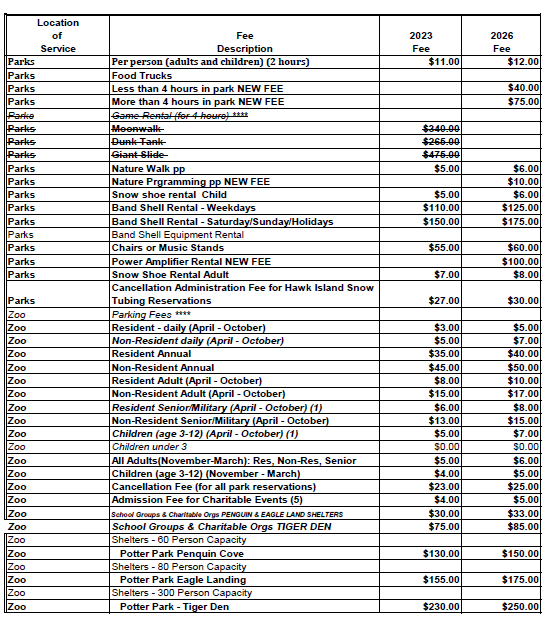 Location of Service Fee Description 2023 Fee 2026 Fee
Parks Per person (adults and children) (2 hours) $11.00 $12.00
Parks Food Trucks
Parks Less than 4 hours in park NEW FEE $40.00
Parks More than 4 hours in park NEW FEE $75.00
Parks Game Rental (for 4 hours) ****
Parks Moonwalk $340.00
Parks Dunk Tank $265.00
Parks Giant Slide $475.00
Parks Nature Walk pp $5.00 $6.00
Parks Nature Prgramming pp NEW FEE $10.00
Parks Snow shoe rental Child $5.00 $6.00
Parks Band Shell Rental - Weekdays $110.00 $125.00
Parks Band Shell Rental - Saturday/Sunday/Holidays $150.00 $175.00
Parks Band Shell Equipment Rental
Parks Chairs or Music Stands $55.00 $60.00
Parks Power Amplifier Rental NEW FEE $100.00
Parks Snow Shoe Rental Adult $7.00 $8.00
Cancellation Administration Fee for Hawk Island Snow
Parks Tubing Reservations $27.00 $30.00
Zoo Parking Fees ****
Zoo Resident - daily (April - October) $3.00 $5.00
Zoo Non-Resident daily (April - October) $5.00 $7.00
Zoo Resident Annual $35.00 $40.00
Zoo Non-Resident Annual $45.00 $50.00
Zoo Resident Adult (April - October) $8.00 $10.00
Zoo Non-Resident Adult (April - October) $15.00 $17.00
Zoo Resident Senior/Military (April - October) (1) $6.00 $8.00
Zoo Non-Resident Senior/Military (April - October) $13.00 $15.00
Zoo Children (age 3-12) (April - October) (1) $5.00 $7.00
Zoo Children under 3 $0.00 $0.00
Zoo All Adults(November-March): Res, Non-Res, Senior $5.00 $6.00
Zoo Children (age 3-12) (November - March) $4.00 $5.00
Zoo Cancellation Fee (for all park reservations) $23.00 $25.00
Zoo Admission Fee for Charitable Events (5) $4.00 $5.00
Zoo School Groups & Charitable Orgs PENGUIN & EAGLE LAND SHELTERS $30.00 $33.00
Zoo School Groups & Charitable Orgs TIGER DEN $75.00 $85.00
Zoo Shelters - 60 Person Capacity
Zoo Potter Park Penquin Cove $130.00 $150.00
Zoo Shelters - 80 Person Capacity
Zoo Potter Park Eagle Landing $155.00 $175.00
Zoo Shelters - 300 Person Capacity
Zoo Potter Park - Tiger Den $230.00 $250.00